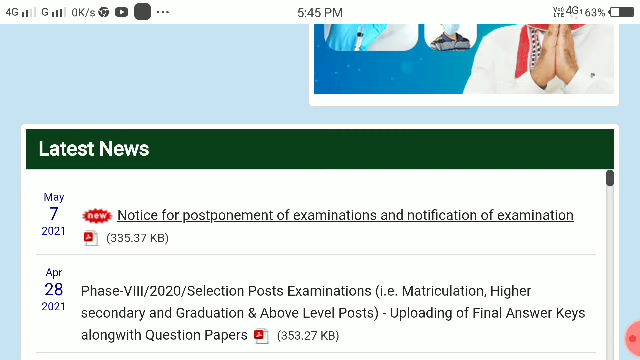 4G G 0K/s 5:45 PM VoLTE 4G 63%
Latest News
May
7
2021
new Notice for postponement of examinations and notification of examination
(335.37 KB)
Apr
28
2021
Phase-VIII/2020/Selection Posts Examinations (i.e. Matriculation, Higher
secondary and Graduation & Above Level Posts) - Uploading of Final Answer Keys
alongwith Question Papers (353.27 KB)